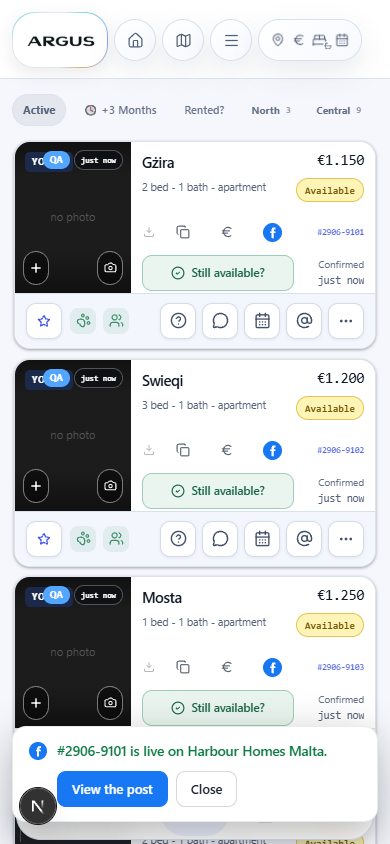 ARGUS
Active
+3 Months
Rented?
North 3
Central 9
QA
just now
no photo
Gżira
€1.150
2 bed - 1 bath - apartment
Available
#2906-9101
Still available?
Confirmed
just now
QA
just now
no photo
Swieqi
€1.200
3 bed - 1 bath - apartment
Available
#2906-9102
Still available?
Confirmed
just now
QA
just now
no photo
Mosta
€1.250
1 bed - 1 bath - apartment
Available
#2906-9103
Still available?
Confirmed
just now
#2906-9101 is live on Harbour Homes Malta.
View the post
Close
N
2 bed - 1 bath - apartment
Available